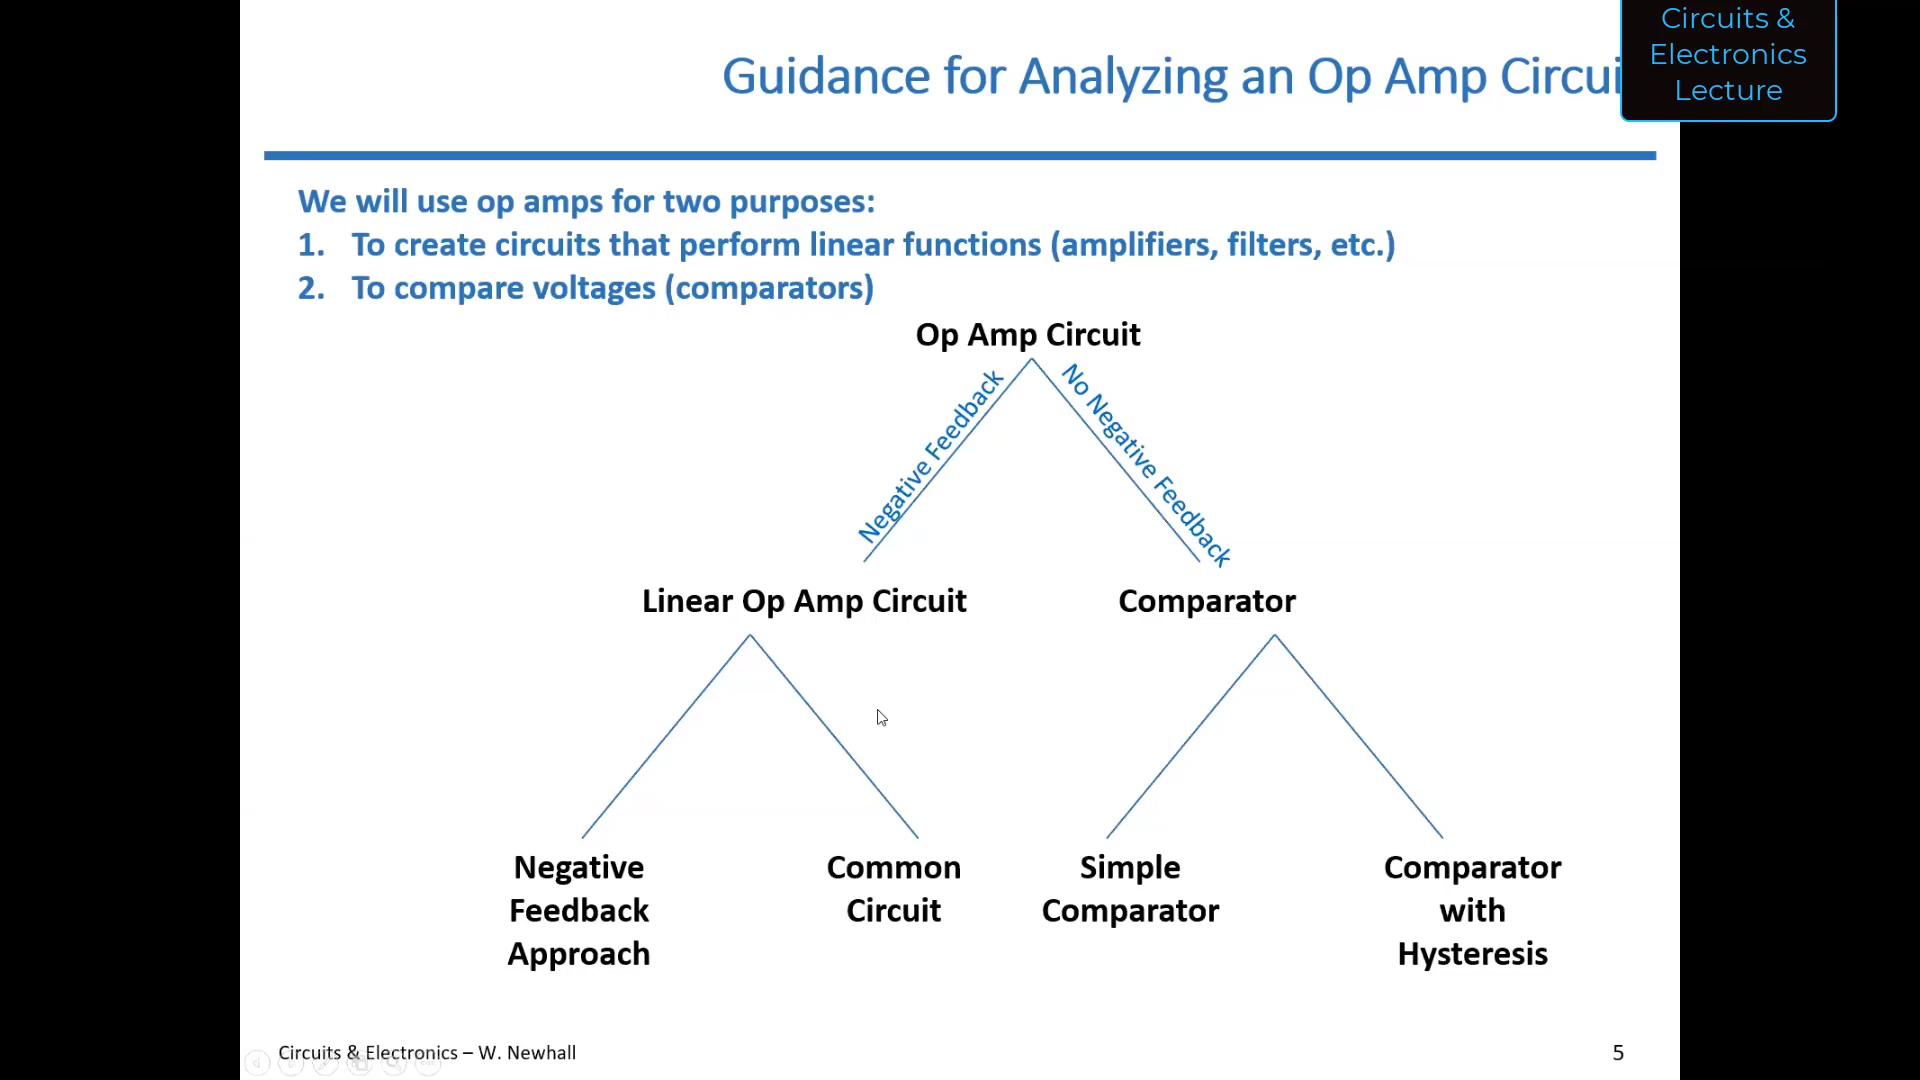 Circuits &
Electronics
Lecture
Guidance for Analyzing an Op Amp Circui
We will use op amps for two purposes:
1. To create circuits that perform linear functions (amplifiers, filters, etc.)
2. To compare voltages (comparators)
Op Amp Circuit
Negative Feedback
No Negative Feedback
Linear Op Amp Circuit
Comparator
Negative
Feedback
Approach
Common
Circuit
Simple
Comparator
Comparator
with
Hysteresis
Circuits & Electronics – W. Newhall
5